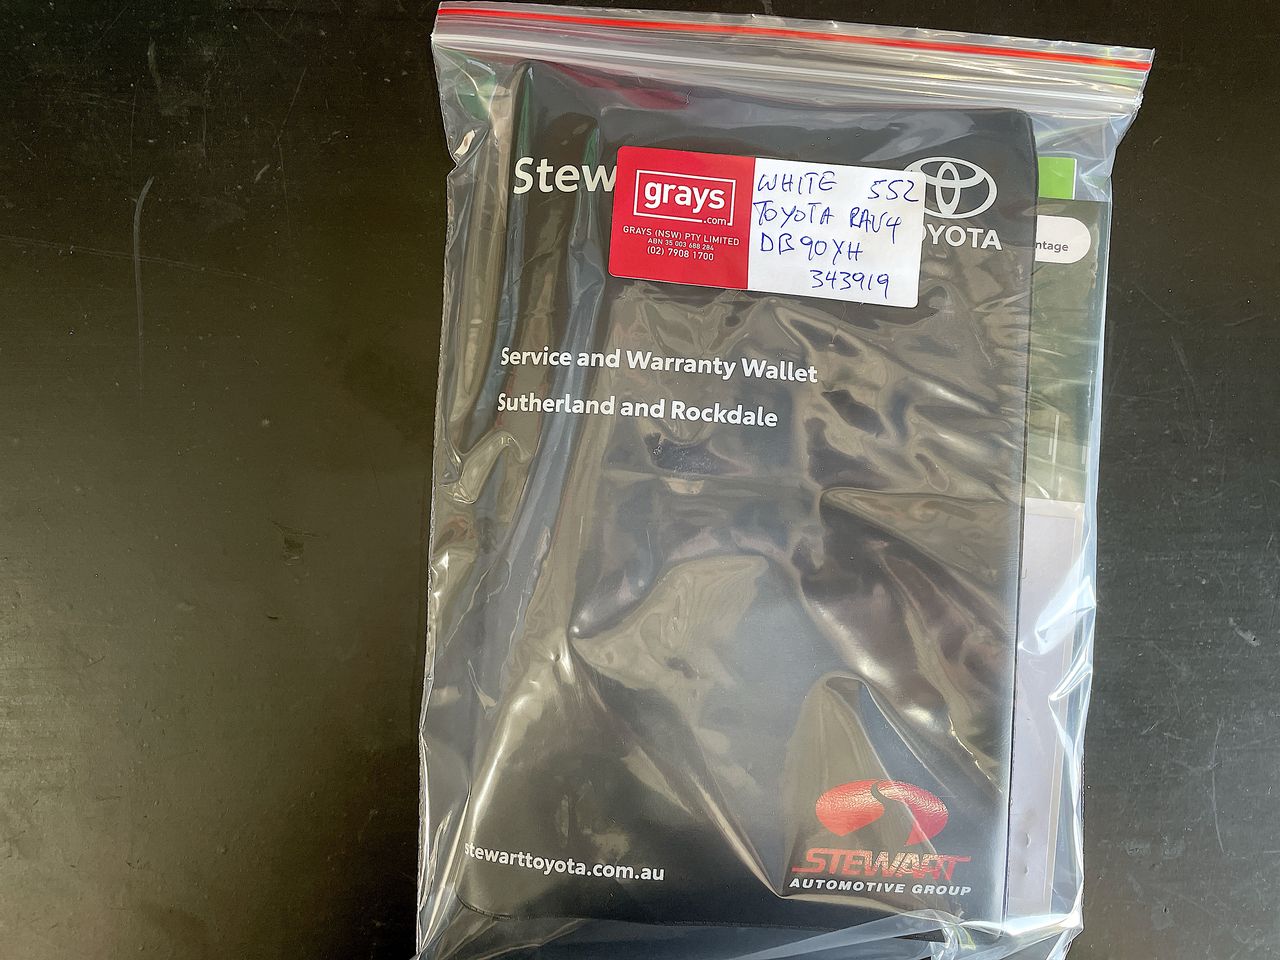 Stew
grays
.com
GRAYS (NSW) PTY LIMITED
ABN 35 003 688 284
(02) 7908 1700
WHITE 552
TOYOTA RAV4
DB90XH
343919
OYOTA
ntage
Service and Warranty Wallet
Sutherland and Rockdale
stewarttoyota.com.au
STEWART
AUTOMOTIVE GROUP